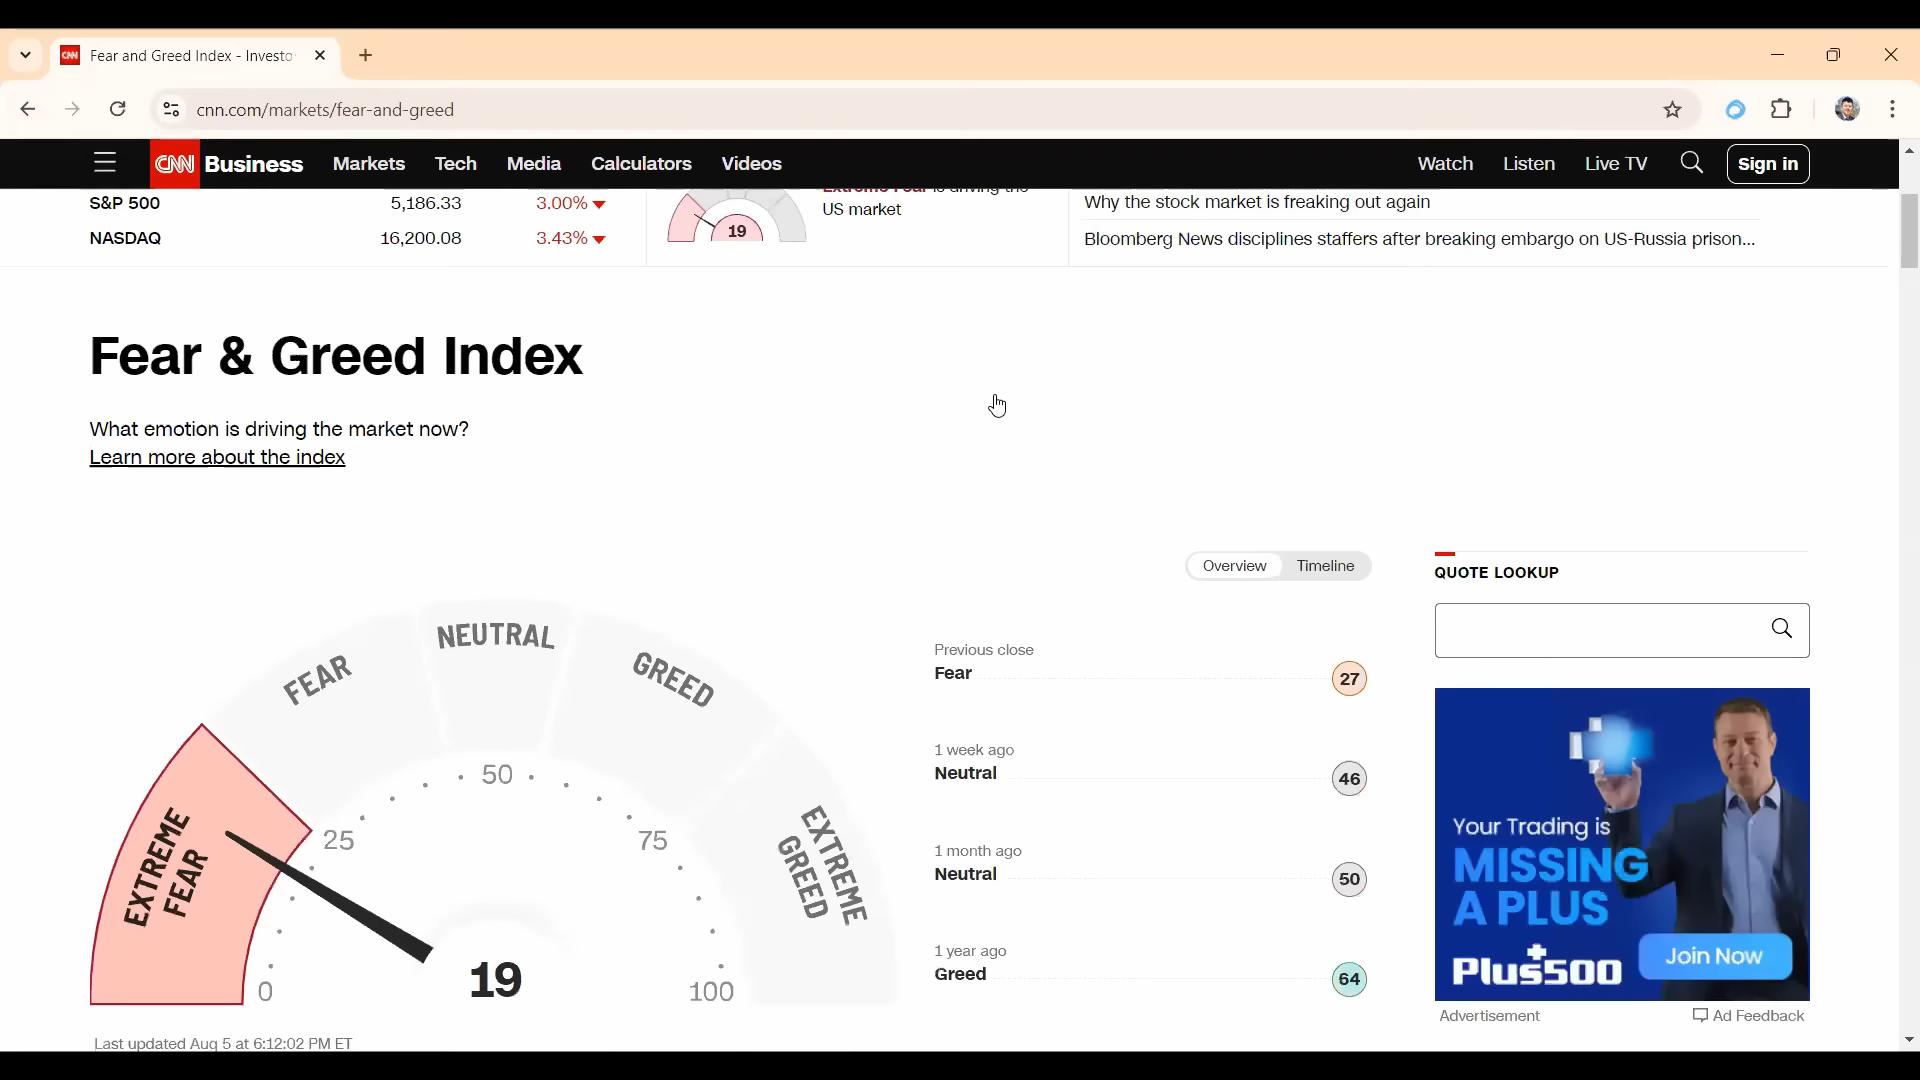 CNN Fear and Greed Index - Investo
cnn.com/markets/fear-and-greed
CNN Business Markets Tech Media Calculators Videos Watch Listen Live TV Sign in
S&P 500 5,186.33 3.00%
NASDAQ 16,200.08 3.43%
19
Extreme Fear is driving the
US market
Why the stock market is freaking out again
Bloomberg News disciplines staffers after breaking embargo on US-Russia prison...
Fear & Greed Index
What emotion is driving the market now?
Learn more about the index
Overview Timeline
EXTREME
FEAR
FEAR
NEUTRAL
GREED
EXTREME
GREED
0
25
50
75
100
19
Last updated Aug 5 at 6:12:02 PM ET
Previous close
Fear 27
1 week ago
Neutral 46
1 month ago
Neutral 50
1 year ago
Greed 64
QUOTE LOOKUP
Your Trading is
MISSING
A PLUS
Plus500
Join Now
Advertisement Ad Feedback